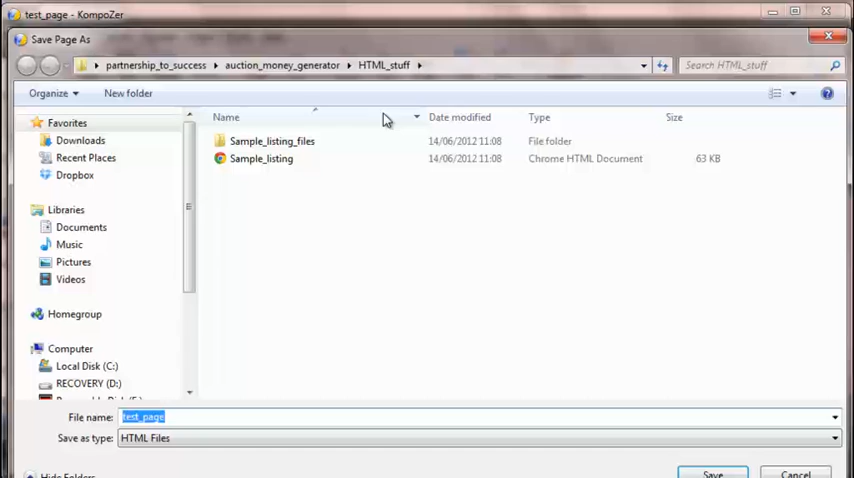 test_page - KompoZer
Save Page As
partnership_to_success auction_money_generator HTML_stuff Search HTML_stuff
Organize New folder
Name Date modified Type Size
Favorites
Downloads
Recent Places
Dropbox
Libraries
Documents
Music
Pictures
Videos
Homegroup
Computer
Local Disk (C:)
RECOVERY (D:)
Sample_listing_files 14/06/2012 11:08 File folder
Sample_listing 14/06/2012 11:08 Chrome HTML Document 63 KB
File name: test_page
Save as type: HTML Files
Hide Folders Save Cancel